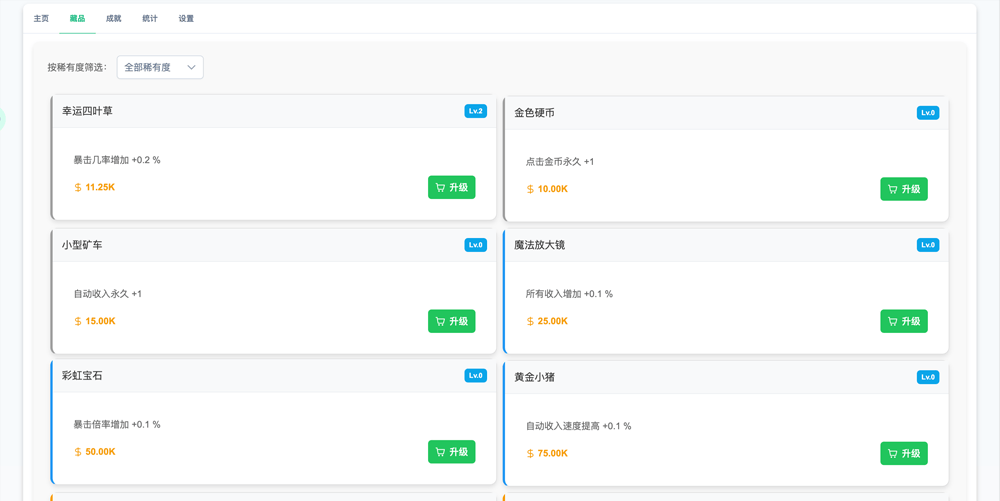 主页 藏品 成就 统计 设置
按稀有度筛选： 全部稀有度
幸运四叶草 Lv.2
暴击几率增加 +0.2 %
$ 11.25K 升级
金色硬币 Lv.0
点击金币永久 +1
$ 10.00K 升级
小型矿车 Lv.0
自动收入永久 +1
$ 15.00K 升级
魔法放大镜 Lv.0
所有收入增加 +0.1 %
$ 25.00K 升级
彩虹宝石 Lv.0
暴击倍率增加 +0.1 %
$ 50.00K 升级
黄金小猪 Lv.0
自动收入速度提高 +0.1 %
$ 75.00K 升级